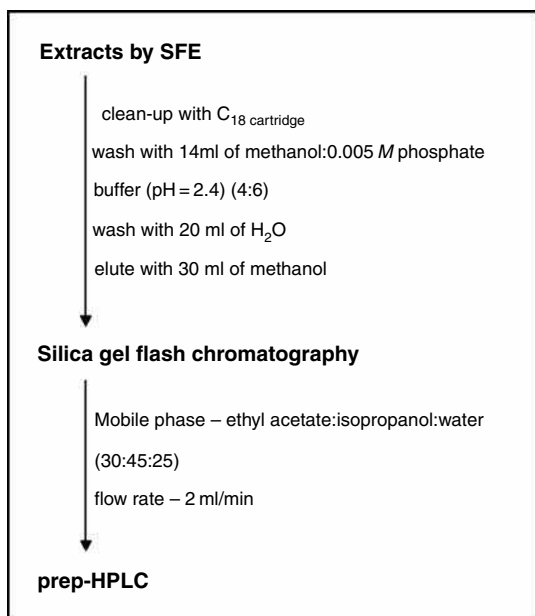 Extracts by SFE
clean-up with C18 cartridge
wash with 14ml of methanol:0.005 M phosphate
buffer (pH = 2.4) (4:6)
wash with 20 ml of H2O
elute with 30 ml of methanol
Silica gel flash chromatography
Mobile phase – ethyl acetate:isopropanol:water
(30:45:25)
flow rate – 2 ml/min
prep-HPLC